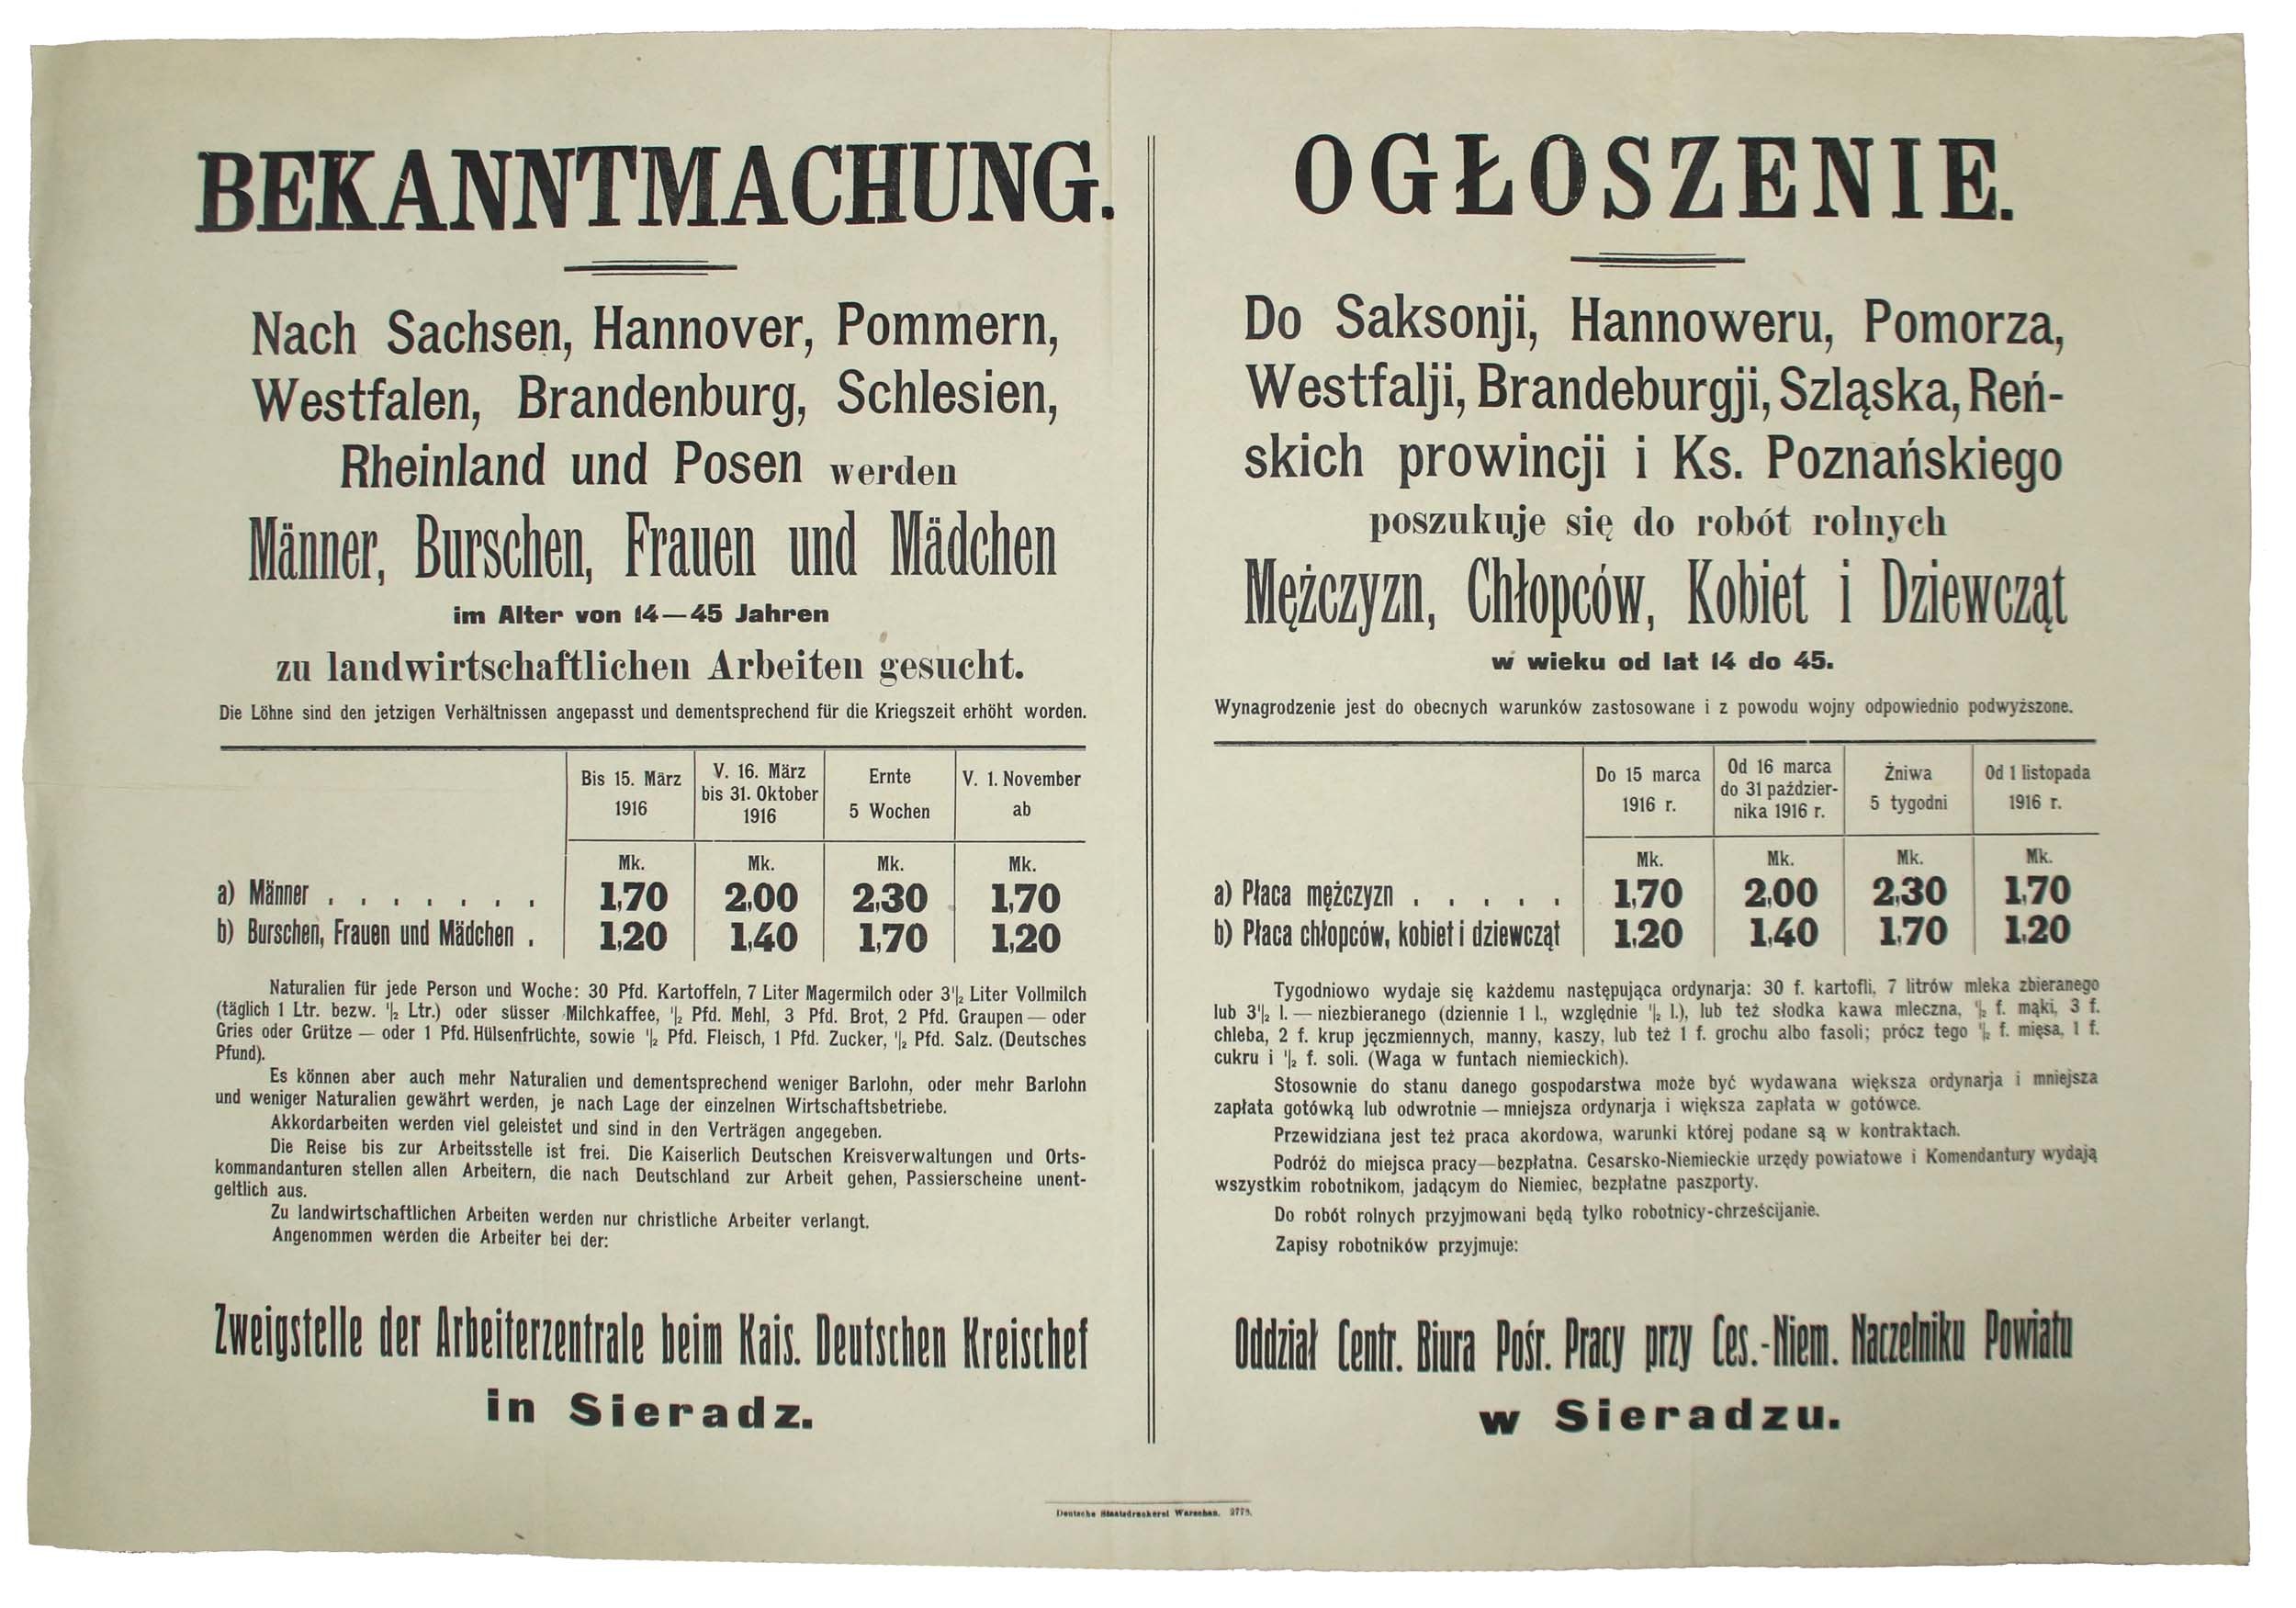 BEKANNTMACHUNG.
Nach Sachsen, Hannover, Pommern,
Westfalen, Brandenburg, Schlesien,
Rheinland und Posen werden
Männer, Burschen, Frauen und Mädchen
im Alter von 14—45 Jahren
zu landwirtschaftlichen Arbeiten gesucht.
Die Löhne sind den jetzigen Verhältnissen angepasst und dementsprechend für die Kriegszeit erhöht worden.
Bis 15. März 1916 | V. 16. März bis 31. Oktober 1916 | Ernte 5 Wochen | V. 1. November ab
Mk. Mk. Mk. Mk.
a) Männer . . . . . . . 1,70 2,00 2,30 1,70
b) Burschen, Frauen und Mädchen . 1,20 1,40 1,70 1,20
Naturalien für jede Person und Woche: 30 Pfd. Kartoffeln, 7 Liter Magermilch oder 3½ Liter Vollmilch
(täglich 1 Ltr. bezw. ½ Ltr.) oder süsser Milchkaffee, ½ Pfd. Mehl, 3 Pfd. Brot, 2 Pfd. Graupen — oder
Gries oder Grütze — oder 1 Pfd. Hülsenfrüchte, sowie ½ Pfd. Fleisch, 1 Pfd. Zucker, ½ Pfd. Salz. (Deutsches
Pfund).
Es können aber auch mehr Naturalien und dementsprechend weniger Barlohn, oder mehr Barlohn
und weniger Naturalien gewährt werden, je nach Lage der einzelnen Wirtschaftsbetriebe.
Akkordarbeiten werden viel geleistet und sind in den Verträgen angegeben.
Die Reise bis zur Arbeitsstelle ist frei. Die Kaiserlich Deutschen Kreisverwaltungen und Orts-
kommandanturen stellen allen Arbeitern, die nach Deutschland zur Arbeit gehen, Passierscheine unent-
geltlich aus.
Zu landwirtschaftlichen Arbeiten werden nur christliche Arbeiter verlangt.
Angenommen werden die Arbeiter bei der:
Zweigstelle der Arbeiterzentrale beim Kais. Deutschen Kreischef
in Sieradz.
OGŁOSZENIE.
Do Saksonji, Hannoweru, Pomorza,
Westfalji, Brandeburgji, Szląska, Reń-
skich prowincji i Ks. Poznańskiego
poszukuje się do robót rolnych
Mężczyzn, Chłopców, Kobiet i Dziewcząt
w wieku od lat 14 do 45.
Wynagrodzenie jest do obecnych warunków zastosowane i z powodu wojny odpowiednio podwyższone.
Do 15 marca 1916 r. | Od 16 marca do 31 paździer-nika 1916 r. | Żniwa 5 tygodni | Od 1 listopada 1916 r.
Mk. Mk. Mk. Mk.
a) Płaca mężczyzn . . . . . 1,70 2,00 2,30 1,70
b) Płaca chłopców, kobiet i dziewcząt 1,20 1,40 1,70 1,20
Tygodniowo wydaje się każdemu następująca ordynarja: 30 f. kartofli, 7 litrów mleka zbieranego
lub 3½ l. — niezbieranego (dziennie 1 l., względnie ½ l.), lub też słodka kawa mleczna, ½ f. mąki, 3 f.
chleba, 2 f. krup jęczmiennych, manny, kaszy, lub też 1 f. grochu albo fasoli; prócz tego ½ f. mięsa, 1 f.
cukru i ½ f. soli. (Waga w funtach niemieckich).
Stosownie do stanu danego gospodarstwa może być wydawana większa ordynarja i mniejsza
zapłata gotówką lub odwrotnie — mniejsza ordynarja i większa zapłata w gotówce.
Przewidziana jest też praca akordowa, warunki której podane są w kontraktach.
Podróż do miejsca pracy—bezpłatna. Cesarsko-Niemieckie urzędy powiatowe i Komendantury wydają
wszystkim robotnikom, jadącym do Niemiec, bezpłatne paszporty.
Do robót rolnych przyjmowani będą tylko robotnicy-chrześcijanie.
Zapisy robotników przyjmuje:
Oddział Centr. Biura Pośr. Pracy przy Ces.-Niem. Naczelniku Powiatu
w Sieradzu.
Deutsche Staatsdruckerei Warschau. 2778.